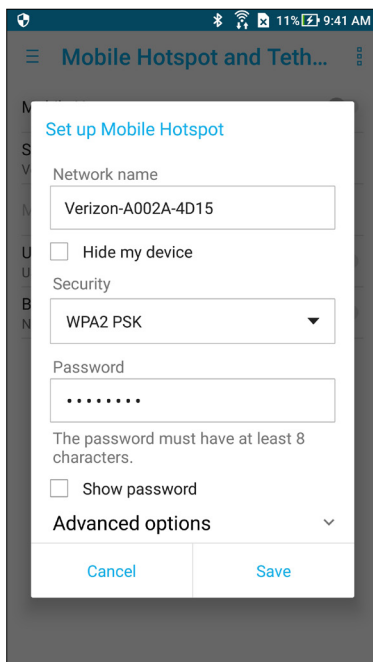 11% 9:41 AM
Mobile Hotspot and Teth...
Set up Mobile Hotspot
Network name
Verizon-A002A-4D15
Hide my device
Security
WPA2 PSK
Password
••••••••
The password must have at least 8
characters.
Show password
Advanced options
Cancel
Save